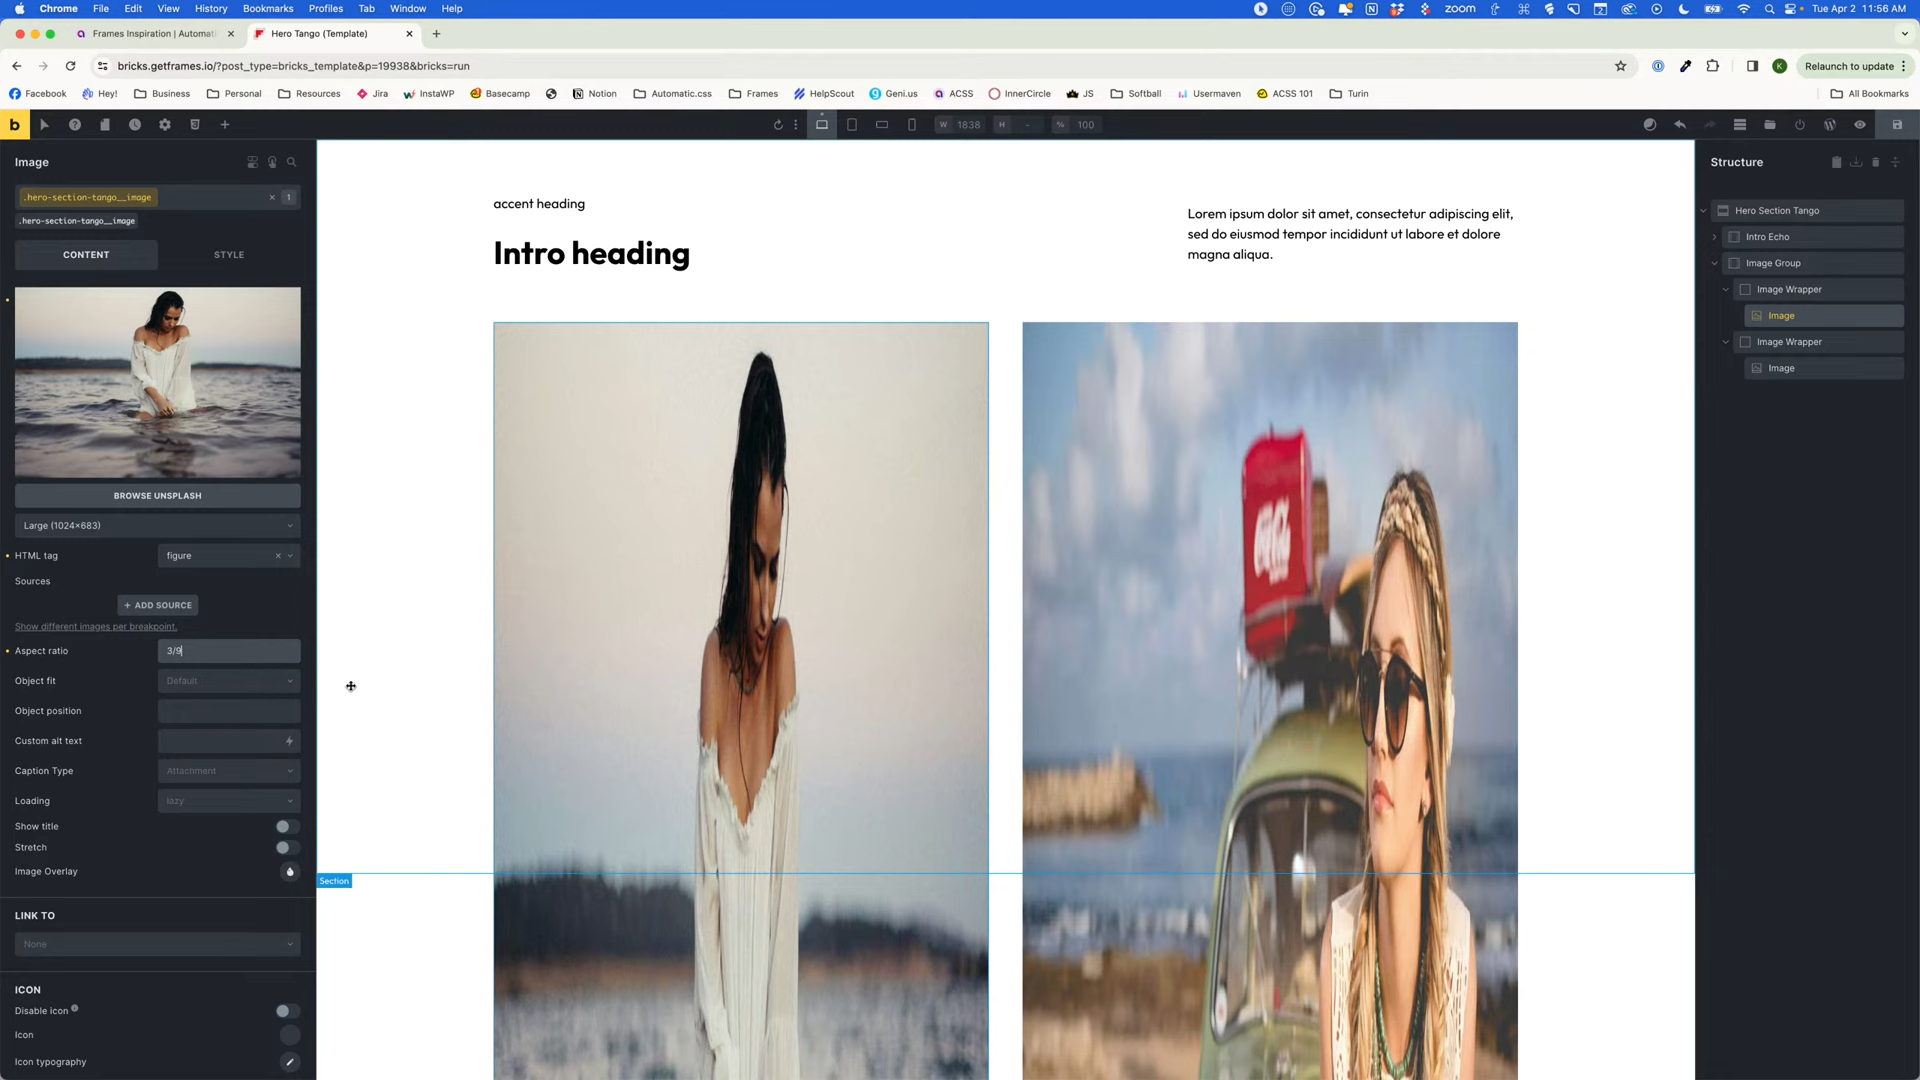 Chrome File Edit View History Bookmarks Profiles Tab Window Help
zoom
Tue Apr 2 11:56 AM
Frames Inspiration | Automati
Hero Tango (Template)
bricks.getframes.io/?post_type=bricks_template&p=19938&bricks=run
K
Relaunch to update
Facebook Hey! Business Personal Resources Jira InstaWP Basecamp Notion Automatic.css Frames HelpScout Geni.us ACSS InnerCircle JS Softball Usermaven ACSS 101 Turin All Bookmarks
b
W 1838 H - % 100
Image
.hero-section-tango__image
1
.hero-section-tango__image
CONTENT
STYLE
BROWSE UNSPLASH
Large (1024×683)
HTML tag
figure
Sources
+ ADD SOURCE
Show different images per breakpoint.
Aspect ratio
3/9
Object fit
Default
Object position
Custom alt text
Caption Type
Attachment
Loading
lazy
Show title
Stretch
Image Overlay
LINK TO
None
ICON
Disable icon
Icon
Icon typography
accent heading
Intro heading
Lorem ipsum dolor sit amet, consectetur adipiscing elit,
sed do eiusmod tempor incididunt ut labore et dolore
magna aliqua.
Coca-Cola
Section
Structure
Hero Section Tango
Intro Echo
Image Group
Image Wrapper
Image
Image Wrapper
Image